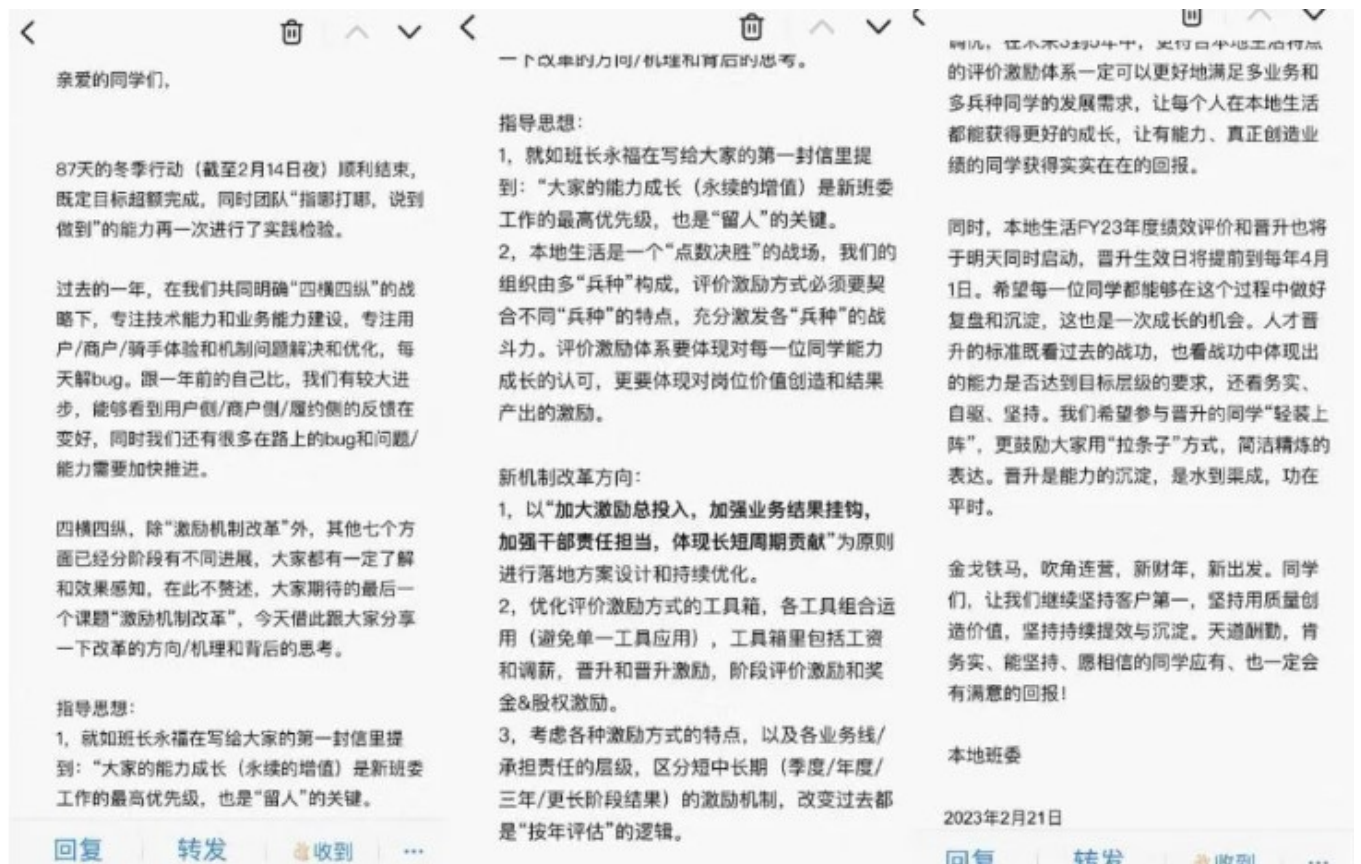 亲爱的同学们，
87天的冬季行动（截至2月14日夜）顺利结束，
既定目标超额完成，同时团队“指哪打哪，说到
做到”的能力再一次进行了实践检验。
过去的一年，在我们共同明确“四横四纵”的战
略下，专注技术能力和业务能力建设，专注用
户/商户/骑手体验和机制问题解决和优化，每
天解bug。跟一年前的自己比，我们有较大进
步，能够看到用户侧/商户侧/履约侧的反馈在
变好，同时我们还有很多在路上的bug和问题/
能力需要加快推进。
四横四纵，除“激励机制改革”外，其他七个方
面已经分阶段有不同进展，大家都有一定了解
和效果感知，在此不赘述，大家期待的最后一
个课题“激励机制改革”，今天借此跟大家分享
一下改革的方向/机理和背后的思考。
指导思想：
1，就如班长永福在写给大家的第一封信里提
到：“大家的能力成长（永续的增值）是新班委
工作的最高优先级，也是“留人”的关键。
回复
转发
收到
...
一下改革的方向/机理和背后的思考。
指导思想：
1，就如班长永福在写给大家的第一封信里提
到：“大家的能力成长（永续的增值）是新班委
工作的最高优先级，也是“留人”的关键。
2，本地生活是一个“点数决胜”的战场，我们的
组织由多“兵种”构成，评价激励方式必须要契
合不同“兵种”的特点，充分激发各“兵种”的战
斗力。评价激励体系要体现对每一位同学能力
成长的认可，更要体现对岗位价值创造和结果
产出的激励。
新机制改革方向：
1，以“加大激励总投入，加强业务结果挂钩，
加强干部责任担当，体现长短周期贡献”为原则
进行落地方案设计和持续优化。
2，优化评价激励方式的工具箱，各工具组合运
用（避免单一工具应用），工具箱里包括工资
和调薪，晋升和晋升激励，阶段评价激励和奖
金&股权激励。
3，考虑各种激励方式的特点，以及各业务线/
承担责任的层级，区分短中长期（季度/年度/
三年/更长阶段结果）的激励机制，改变过去都
是“按年评估”的逻辑。
调优，在未来3到5年中，更符合本地生活特点
的评价激励体系一定可以更好地满足多业务和
多兵种同学的发展需求，让每个人在本地生活
都能获得更好的成长，让有能力、真正创造业
绩的同学获得实实在在的回报。
同时，本地生活FY23年度绩效评价和晋升也将
于明天同时启动，晋升生效日将提前到每年4月
1日。希望每一位同学都能够在这个过程中做好
复盘和沉淀，这也是一次成长的机会。人才晋
升的标准既看过去的战功，也看战功中体现出
的能力是否达到目标层级的要求，还看务实、
自驱、坚持。我们希望参与晋升的同学“轻装上
阵”，更鼓励大家用“拉条子”方式，简洁精炼的
表达。晋升是能力的沉淀，是水到渠成，功在
平时。
金戈铁马，吹角连营，新财年，新出发。同学
们，让我们继续坚持客户第一，坚持用质量创
造价值，坚持持续提效与沉淀。天道酬勤，肯
务实、能坚持、愿相信的同学应有、也一定会
有满意的回报！
本地班委
2023年2月21日
回复
转发
收到
...